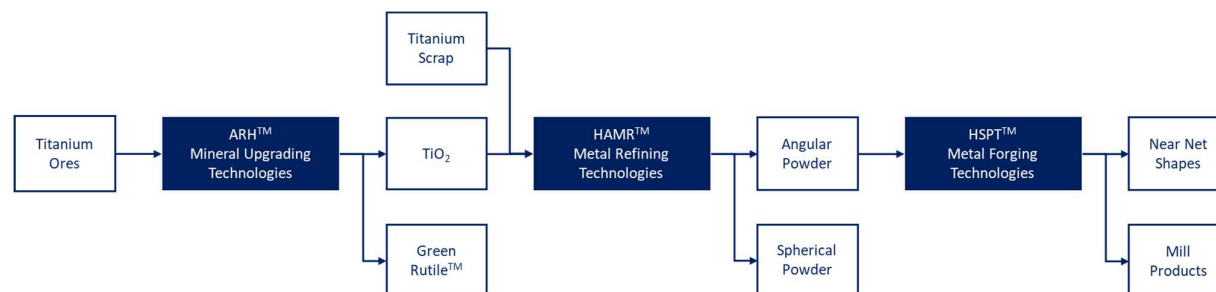 Titanium
Scrap
Titanium
Ores
ARH™
Mineral Upgrading
Technologies
TiO₂
HAMR™
Metal Refining
Technologies
Angular
Powder
HSPT™
Metal Forging
Technologies
Near Net
Shapes
Green
Rutile™
Spherical
Powder
Mill
Products